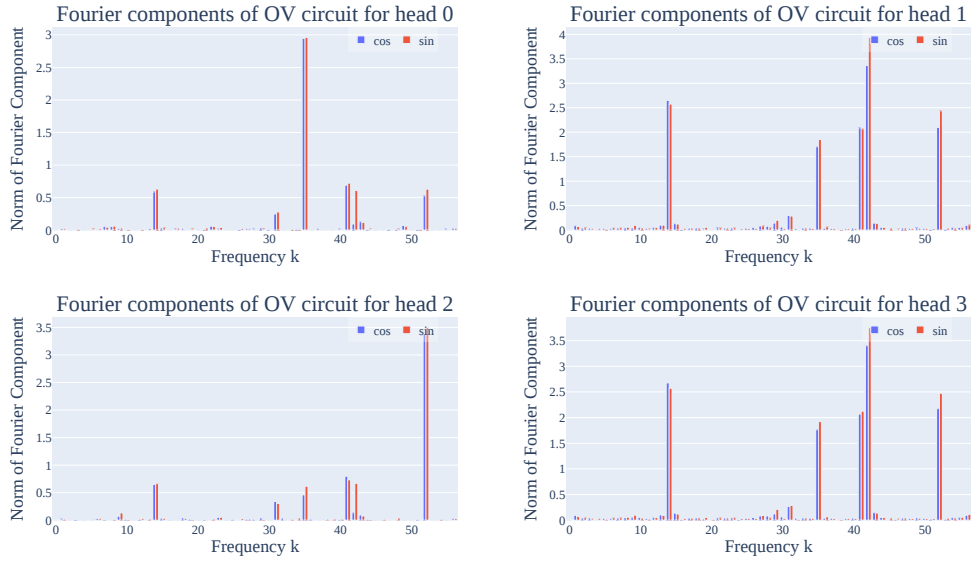 Fourier components of OV circuit for head 0
Norm of Fourier Component
3
2.5
2
1.5
1
0.5
0
cos
sin
0
10
20
30
40
50
Frequency k
Fourier components of OV circuit for head 1
Norm of Fourier Component
4
3.5
3
2.5
2
1.5
1
0.5
0
cos
sin
0
10
20
30
40
50
Frequency k
Fourier components of OV circuit for head 2
Norm of Fourier Component
3.5
3
2.5
2
1.5
1
0.5
0
cos
sin
0
10
20
30
40
50
Frequency k
Fourier components of OV circuit for head 3
Norm of Fourier Component
3.5
3
2.5
2
1.5
1
0.5
0
cos
sin
0
10
20
30
40
50
Frequency k